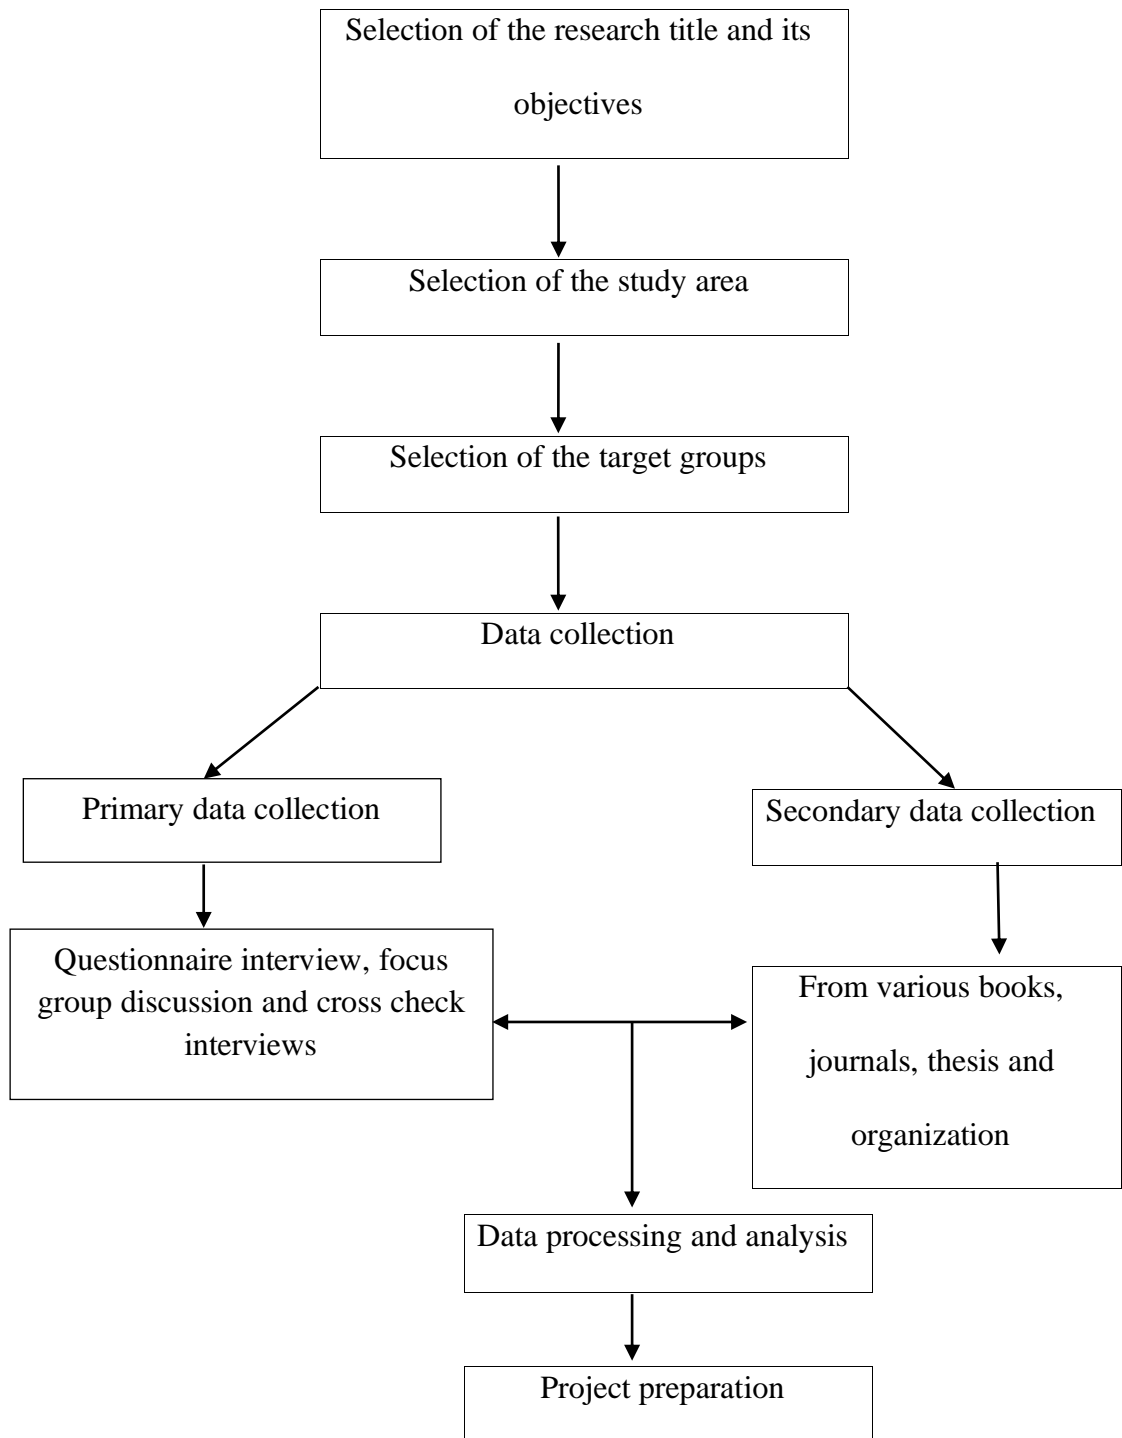 Selection of the research title and its
objectives
Selection of the study area
Selection of the target groups
Data collection
Primary data collection
Secondary data collection
Questionnaire interview, focus
group discussion and cross check
interviews
From various books,
journals, thesis and
organization
Data processing and analysis
Project preparation